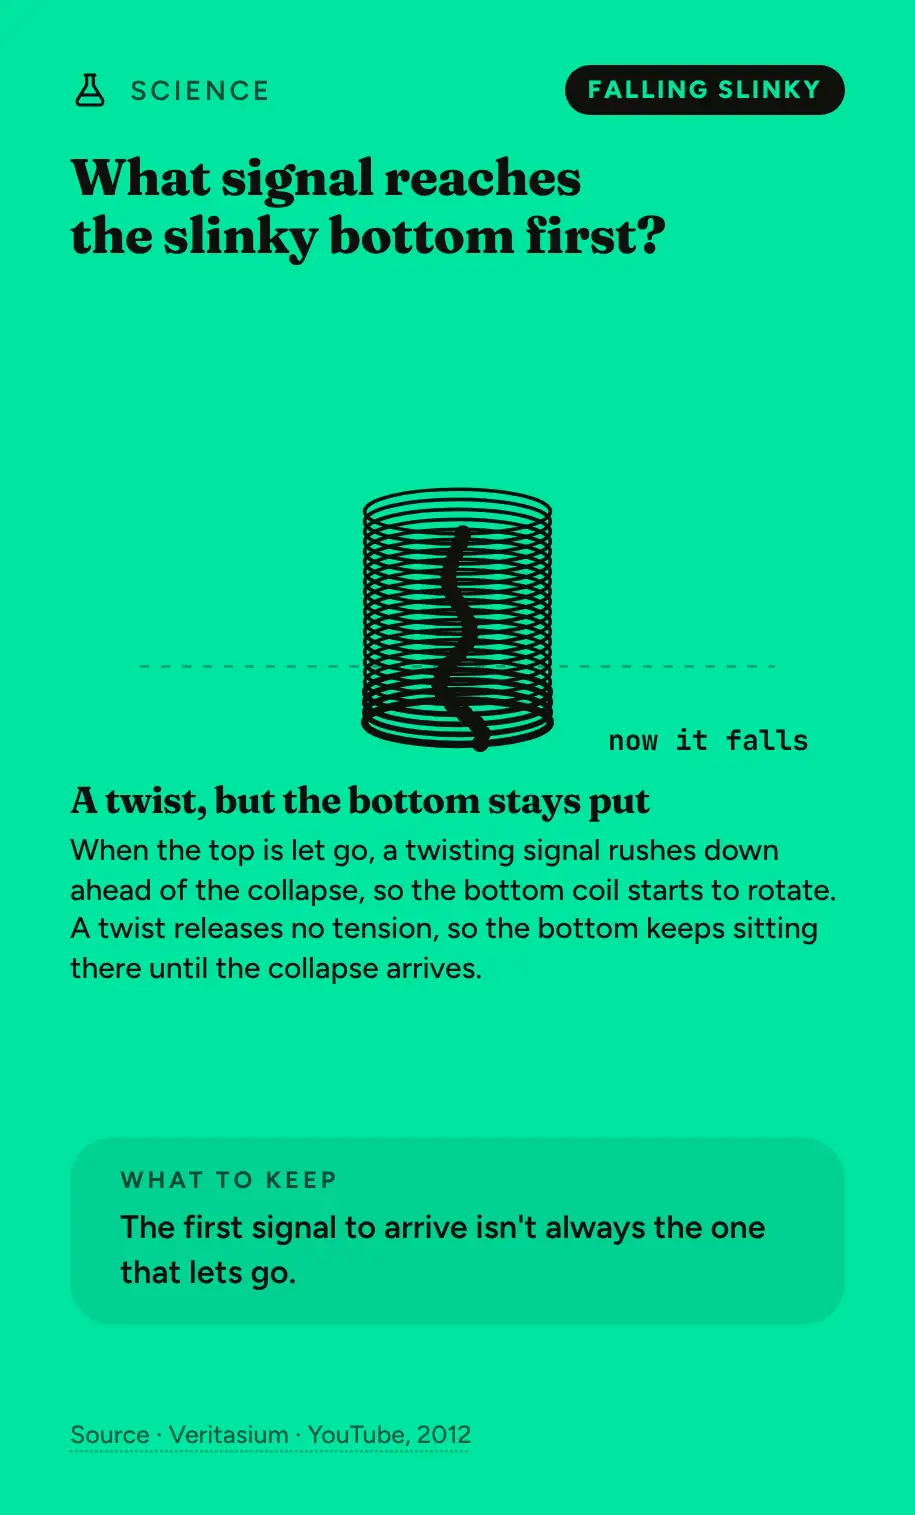 SCIENCE
FALLING SLINKY
What signal reaches
the slinky bottom first?
now it falls
A twist, but the bottom stays put
When the top is let go, a twisting signal rushes down
ahead of the collapse, so the bottom coil starts to rotate.
A twist releases no tension, so the bottom keeps sitting
there until the collapse arrives.
WHAT TO KEEP
The first signal to arrive isn't always the one
that lets go.
Source · Veritasium · YouTube, 2012